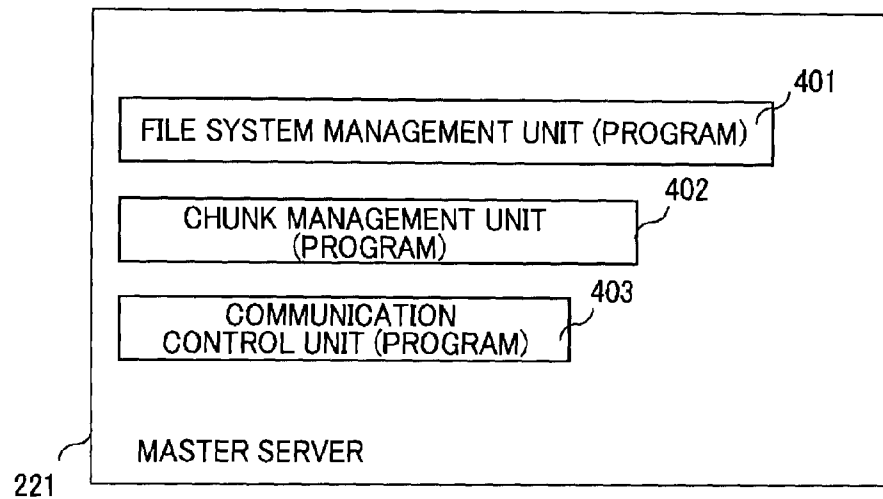 401
FILE SYSTEM MANAGEMENT UNIT (PROGRAM)
402
CHUNK MANAGEMENT UNIT
(PROGRAM)
403
COMMUNICATION
CONTROL UNIT (PROGRAM)
MASTER SERVER
221